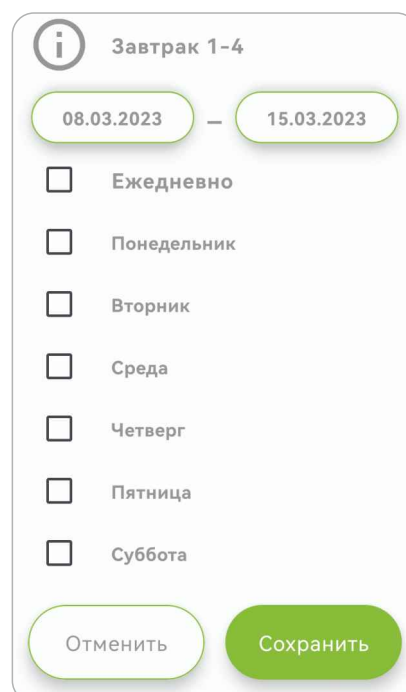 Завтрак 1-4
08.03.2023 – 15.03.2023
Ежедневно
Понедельник
Вторник
Среда
Четверг
Пятница
Суббота
Отменить Сохранить